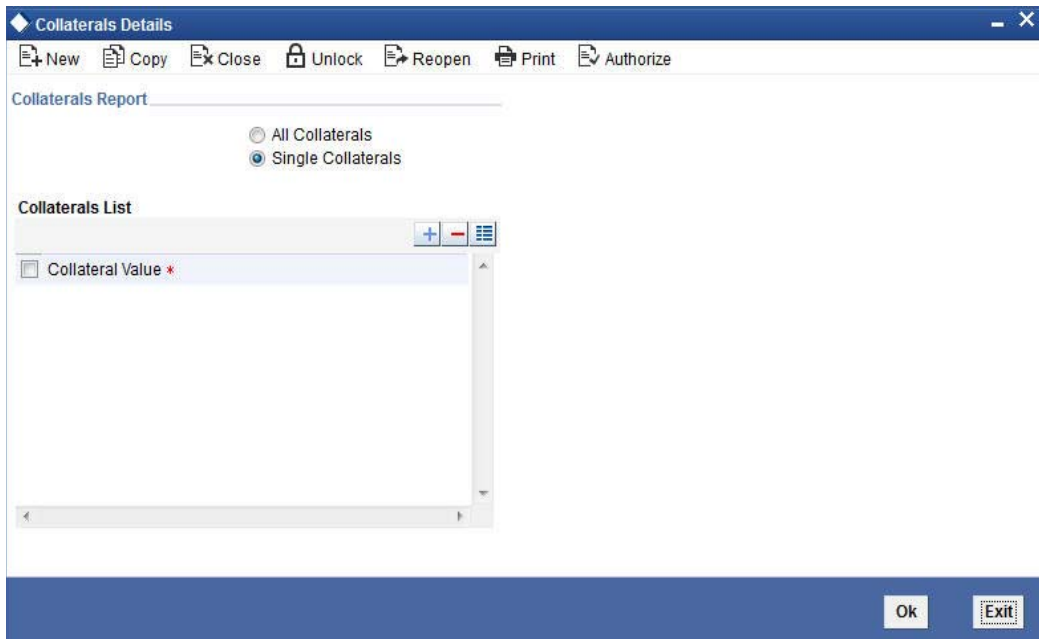 Collaterals Details
New Copy Close Unlock Reopen Print Authorize
Collaterals Report
All Collaterals
Single Collaterals
Collaterals List
Collateral Value *
Ok Exit